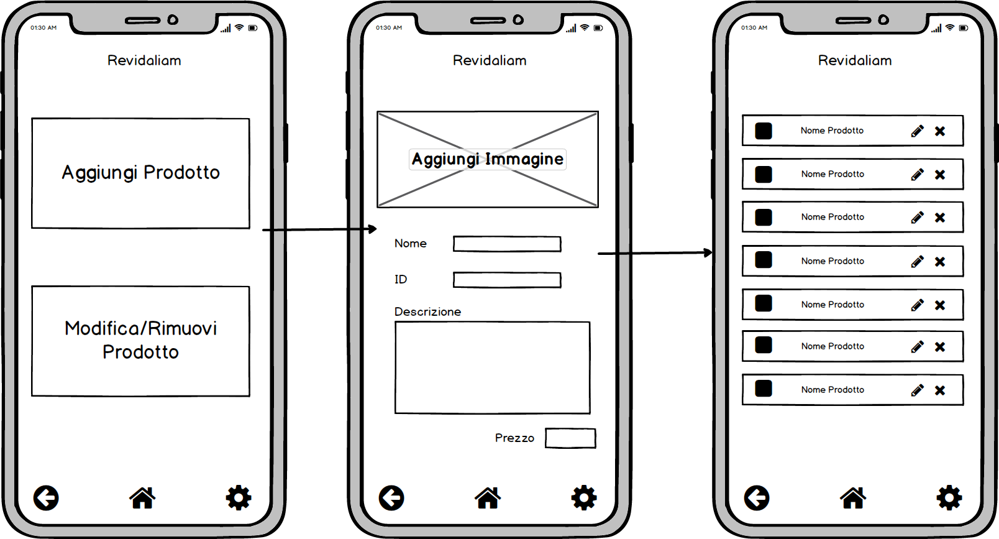 01:30 AM
Revidaliam
Aggiungi Prodotto
Modifica/Rimuovi
Prodotto
01:30 AM
Revidaliam
Aggiungi Immagine
Nome
ID
Descrizione
Prezzo
01:30 AM
Revidaliam
Nome Prodotto
Nome Prodotto
Nome Prodotto
Nome Prodotto
Nome Prodotto
Nome Prodotto
Nome Prodotto